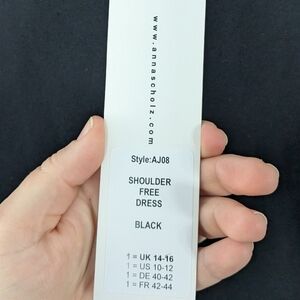 www.annascholz.com
Style:AJ08
SHOULDER
FREE
DRESS
BLACK
1 = UK 14-16
1 = US 10-12
1 = DE 40-42
1 = FR 42-44